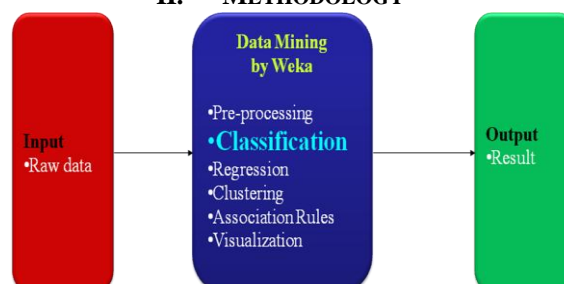 II. METHODOLOGY
Input
•Raw data
Data Mining
by Weka
•Pre-processing
•Classification
•Regression
•Clustering
•Association Rules
•Visualization
Output
•Result